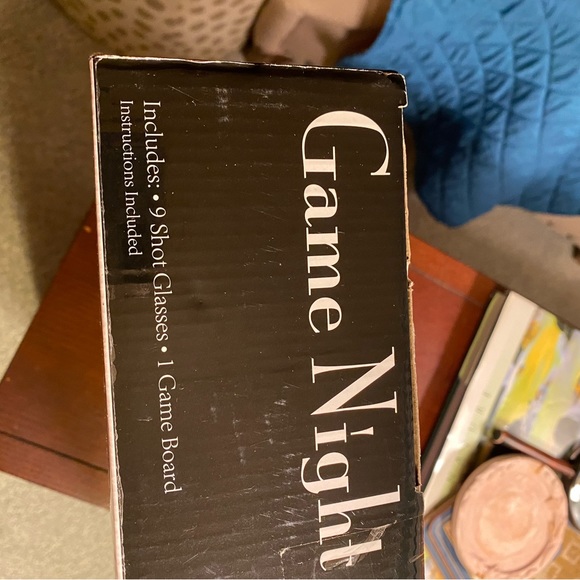 Game Night
Includes: • 9 Shot Glasses • 1 Game Board
Instructions Included